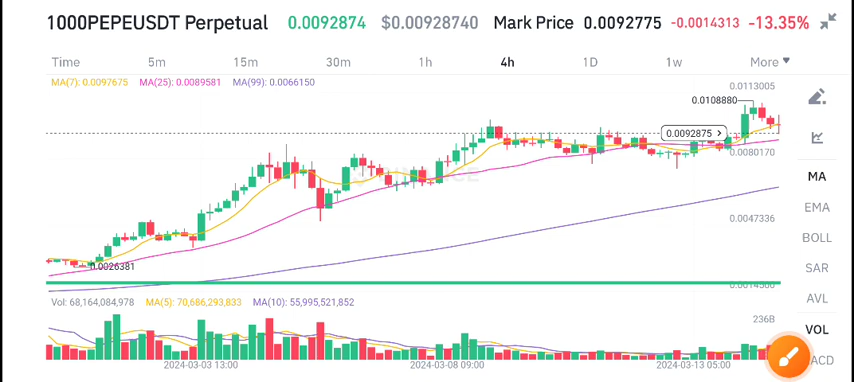 1000PEPEUSDT Perpetual 0.0092874 $0.00928740 Mark Price 0.0092775 -0.0014313 -13.35%
Time 5m 15m 30m 1h 4h 1D 1w More
MA(7): 0.0097675 MA(25): 0.0089581 MA(99): 0.0066150
0.0113005
0.0108880
0.0092875
0.0080170
MA
EMA
0.0047336
BOLL
0.0026381
SAR
Vol: 68,164,084,978 MA(5): 70,686,293,833 MA(10): 55,995,521,852
AVL
236B
VOL
2024-03-03 13:00 2024-03-08 09:00 2024-03-13 05:00